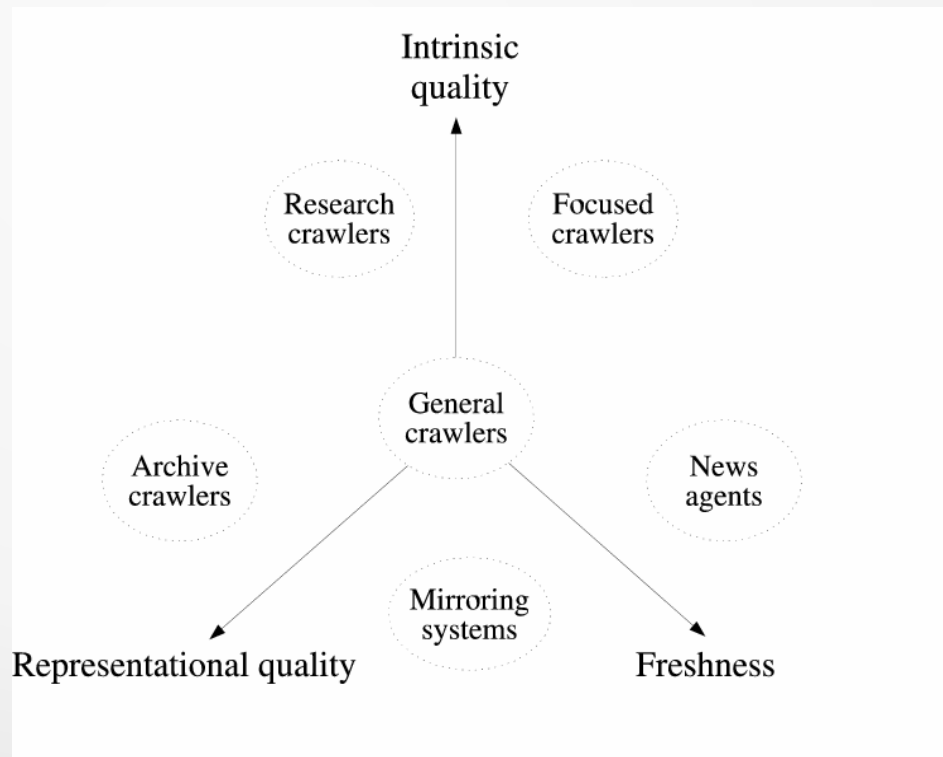 Intrinsic
quality
Research
crawlers
Focused
crawlers
General
crawlers
Archive
crawlers
News
agents
Mirroring
systems
Representational quality
Freshness